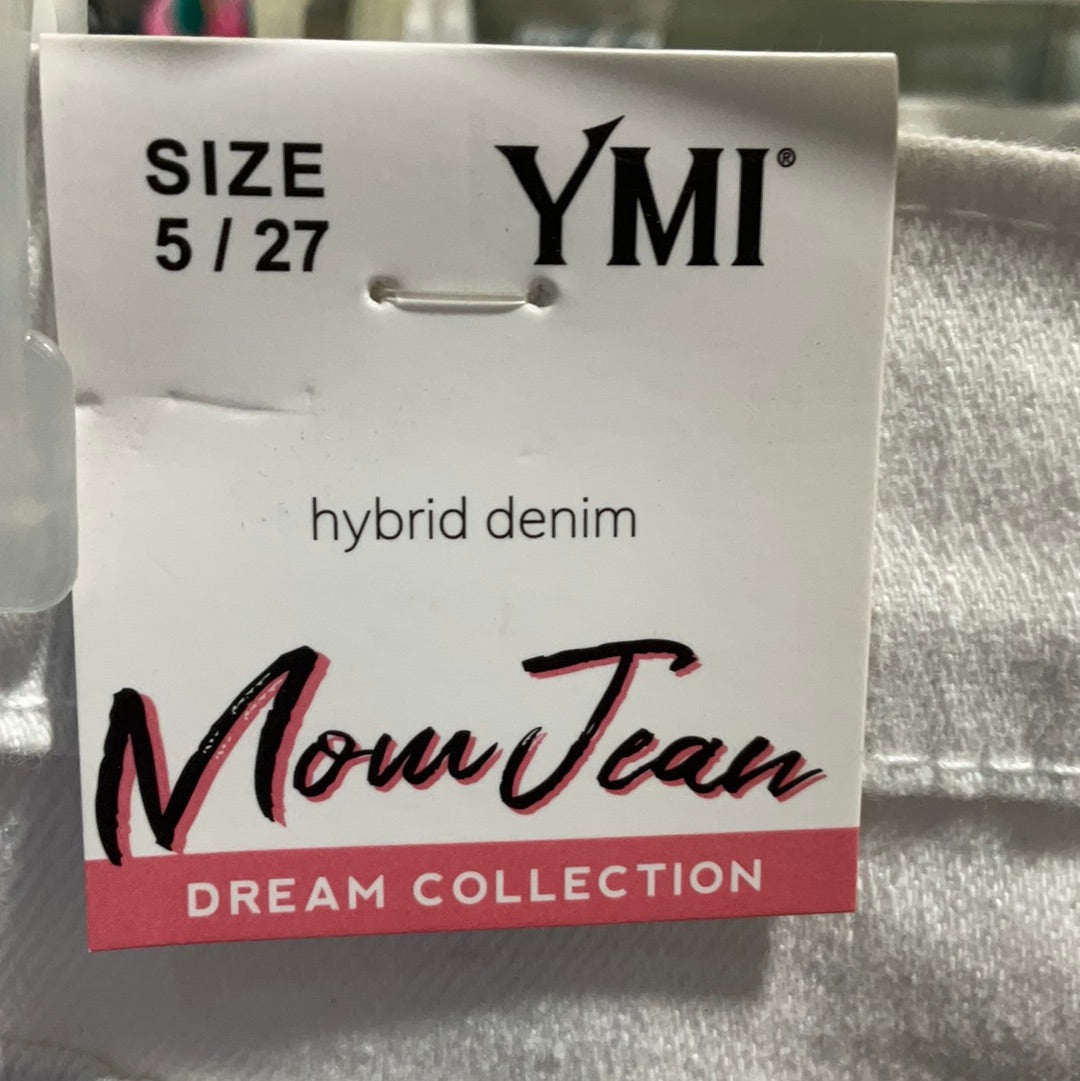 SIZE
5 / 27
YMI®
hybrid denim
Mom Jean
DREAM COLLECTION